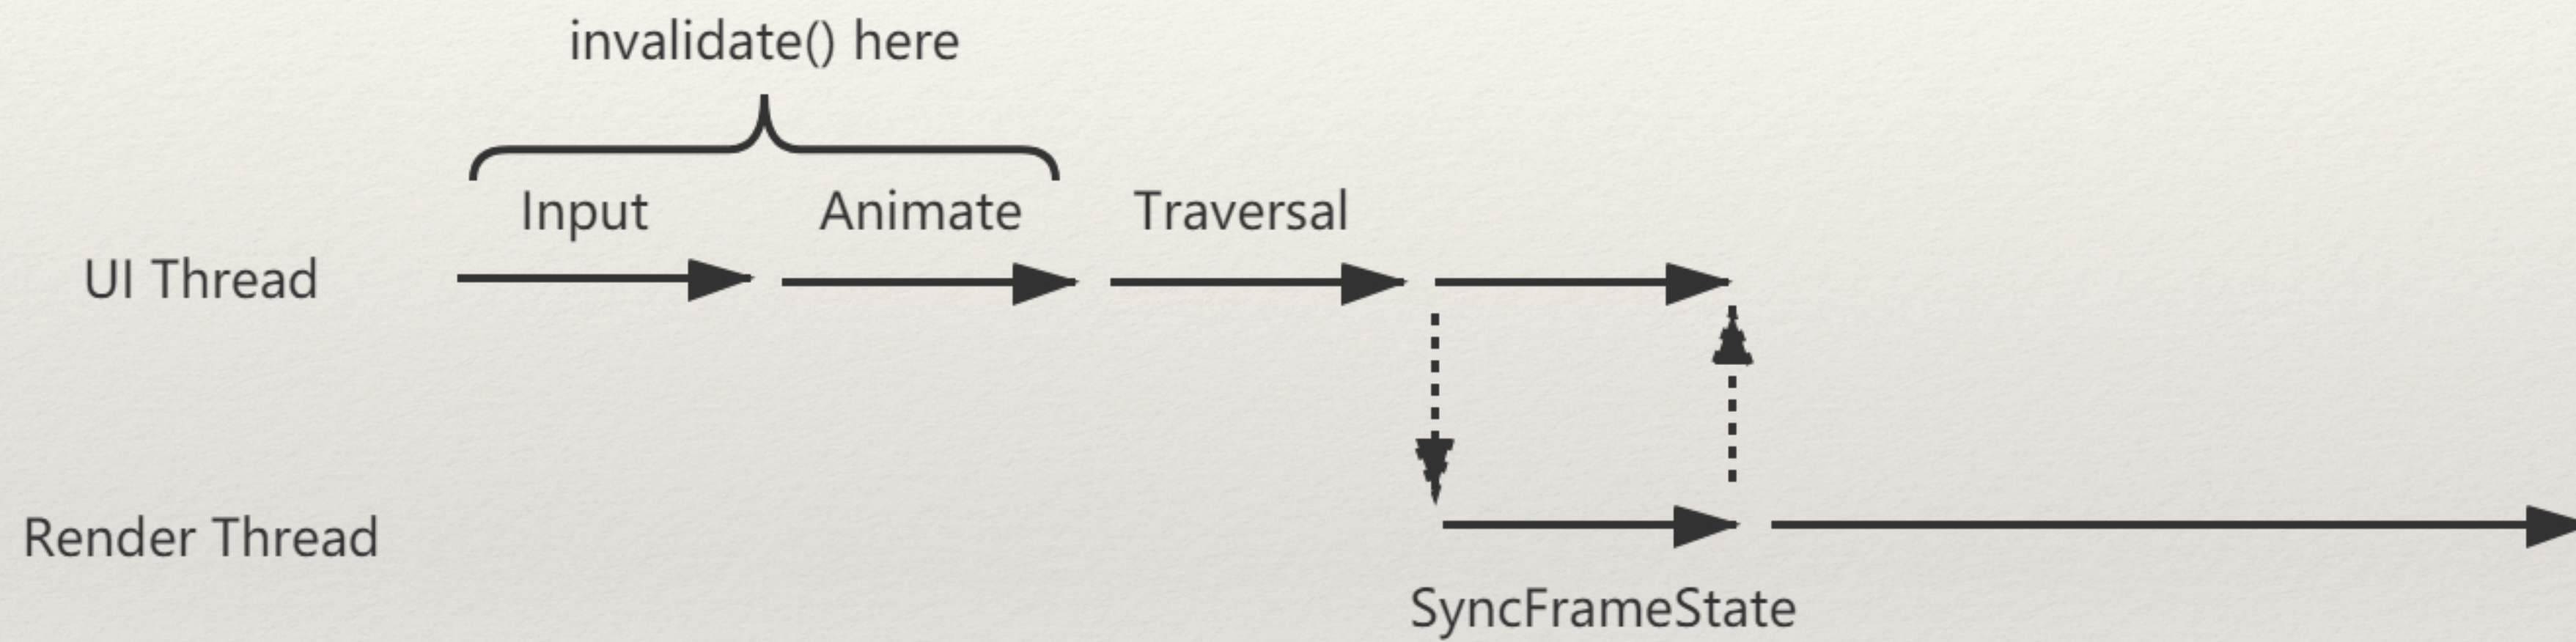 invalidate() here
Input
Animate
Traversal
UI Thread
Render Thread
SyncFrameState